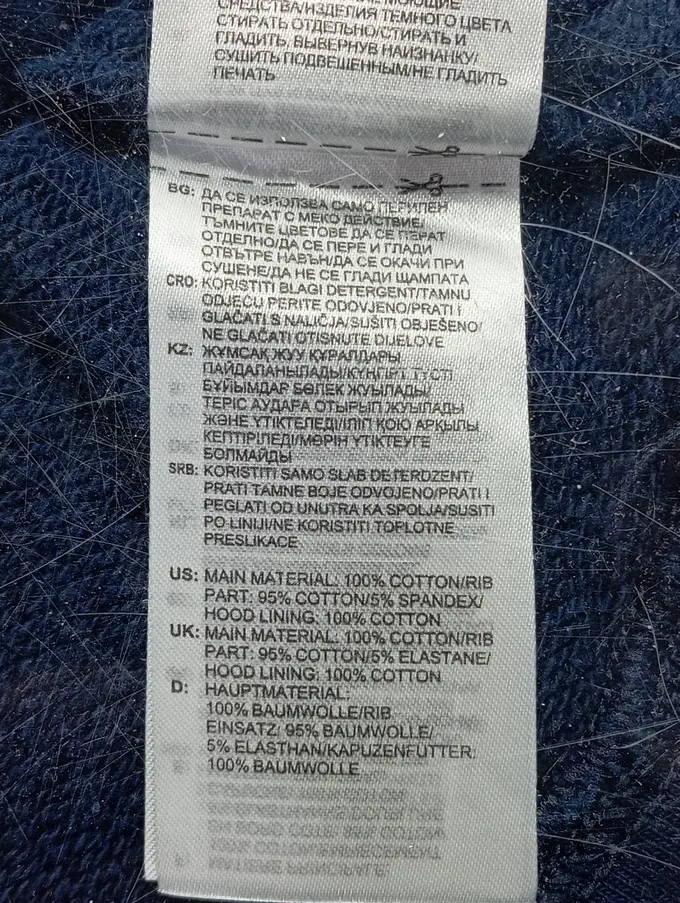 СРЕДСТВА/ИЗДЕЛИЯ ТЕМНОГО ЦВЕТА
СТИРАТЬ ОТДЕЛЬНО/СТИРАТЬ И
ГЛАДИТЬ, ВЫВЕРНУВ НАИЗНАНКУ/
СУШИТЬ ПОДВЕШЕННЫМ/НЕ ГЛАДИТЬ
ПЕЧАТЬ
BG: ДА СЕ ИЗПОЛЗВА САМО ПЕРИЛЕН
ПРЕПАРАТ С МЕКО ДЕЙСТВИЕ,
ТЪМНИТЕ ЦВЕТОВЕ ДА СЕ ПЕРАТ
ОТДЕЛНО/ДА СЕ ПЕРЕ И ГЛАДИ
ОТВЪТРЕ НАВЪН/ДА СЕ ОКАЧИ ПРИ
СУШЕНЕ/ДА НЕ СЕ ГЛАДИ ЩАМПАТА
CRO: KORISTITI BLAGI DETERGENT/TAMNU
ODJEĆU PERITE ODOVJENO/PRATI I
GLAČATI S NALIČJA/SUŠITI OBJEŠENO/
NE GLAČATI OTISNUTE DIJELOVE
KZ: ЖҰМСАҚ ЖУУ ҚҰРАЛДАРЫ
ПАЙДАЛАНЫЛАДЫ/КҮҢГІРТ ТҮСТІ
БҰЙЫМДАР БӨЛЕК ЖУЫЛАДЫ/
ТЕРІС АУДАРА ОТЫРЫП ЖУЫЛАДЫ
ЖӘНЕ ҮТІКТЕЛЕДІ/ІЛІП ҚОЮ АРҚЫЛЫ
КЕПТІРІЛЕДІ/МӨРІН ҮТІКТЕУГЕ
БОЛМАЙДЫ
SRB: KORISTITI SAMO SLAB DETERDZENT/
PRATI TAMNE BOJE ODVOJENO/PRATI I
PEGLATI OD UNUTRA KA SPOLJA/SUSITI
PO LINIJI/NE KORISTITI TOPLOTNE
PRESLIKACE
US: MAIN MATERIAL: 100% COTTON/RIB
PART: 95% COTTON/5% SPANDEX/
HOOD LINING: 100% COTTON
UK: MAIN MATERIAL: 100% COTTON/RIB
PART: 95% COTTON/5% ELASTANE/
HOOD LINING: 100% COTTON
D: HAUPTMATERIAL:
100% BAUMWOLLE/RIB
EINSATZ: 95% BAUMWOLLE/
5% ELASTHAN/KAPUZENFUTTER:
100% BAUMWOLLE